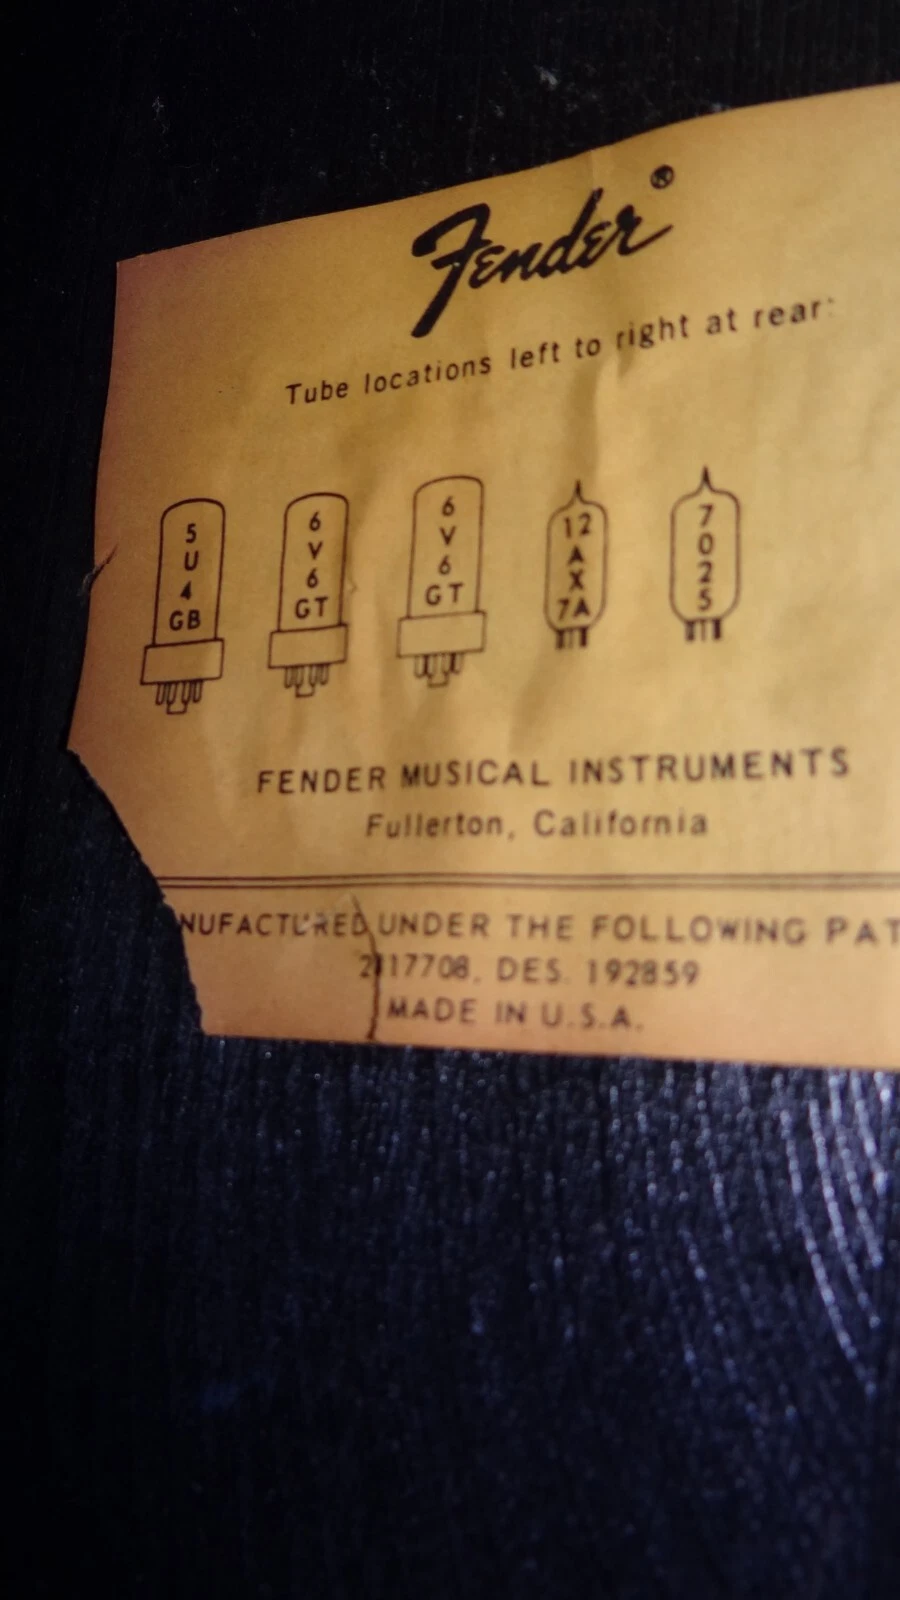 Fender®
Tube locations left to right at rear:
5
U
4
GB
6
V
6
GT
6
V
6
GT
12
A
X
7A
7
0
2
5
FENDER MUSICAL INSTRUMENTS
Fullerton, California
NUFACTURED UNDER THE FOLLOWING PAT
2817708, DES. 192859
MADE IN U.S.A.